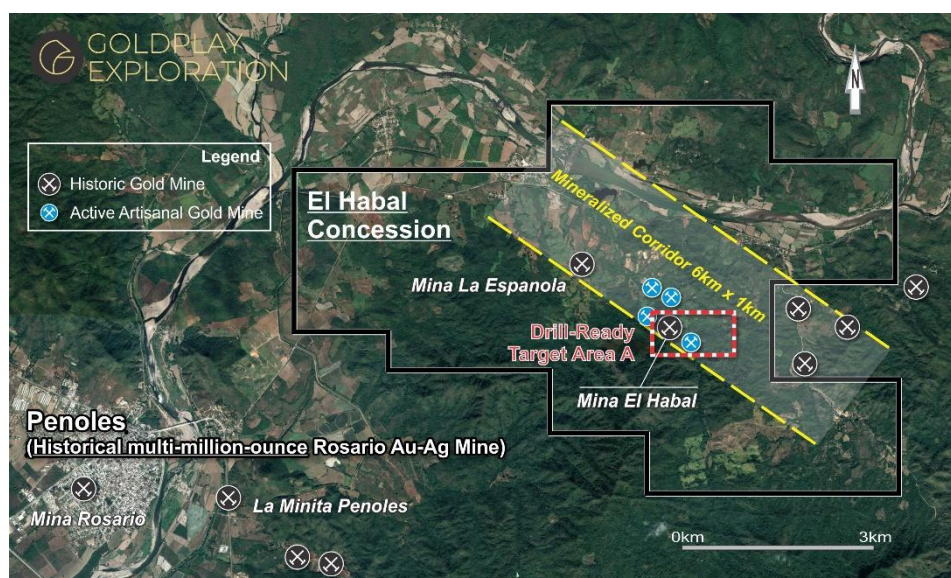 GOLDPLAY
EXPLORATION
N
Legend
Historic Gold Mine
Active Artisanal Gold Mine
El Habal
Concession
Mineralized Corridor 6km x 1km
Mina La Espanola
Drill-Ready
Target Area A
Mina El Habal
Penoles
(Historical multi-million-ounce Rosario Au-Ag Mine)
Mina Rosario
La Minita Penoles
0km
3km